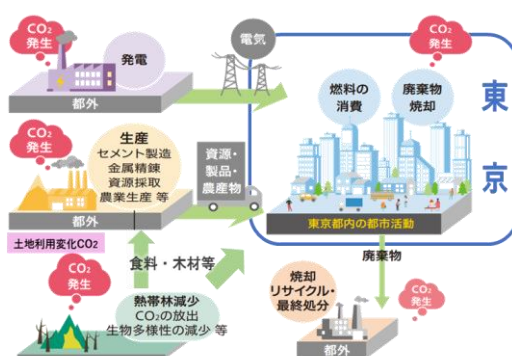 CO₂
発生
発電
都外
電気
CO₂
発生
燃料の
消費
廃棄物
焼却
東
京
CO₂
発生
生産
セメント製造
金属精錬
資源採取
農業生産 等
都外
資源・
製品・
農産物
東京都内の都市活動
土地利用変化CO₂
食料・木材等
廃棄物
CO₂
発生
熱帯林減少
CO₂の放出
生物多様性の減少 等
焼却
リサイクル・
最終処分
都外
CO₂
発生